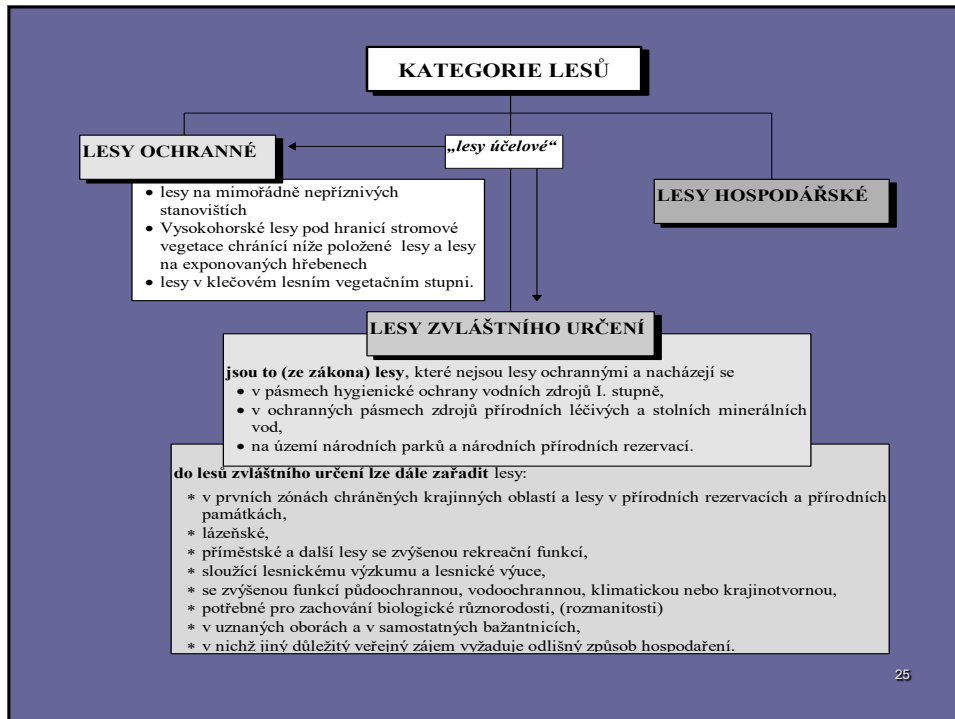 KATEGORIE LESŮ
LESY OCHRANNÉ
„lesy účelové“
LESY HOSPODÁŘSKÉ
• lesy na mimořádně nepříznivých
stanovištích
• Vysokohorské lesy pod hranicí stromové
vegetace chránící níže položené lesy a lesy
na exponovaných hřebenech
• lesy v klečovém lesním vegetačním stupni.
LESY ZVLÁŠTNÍHO URČENÍ
jsou to (ze zákona) lesy, které nejsou lesy ochrannými a nacházejí se
• v pásmech hygienické ochrany vodních zdrojů I. stupně,
• v ochranných pásmech zdrojů přírodních léčivých a stolních minerálních
vod,
• na území národních parků a národních přírodních rezervací.
do lesů zvláštního určení lze dále zařadit lesy:
* v prvních zónách chráněných krajinných oblastí a lesy v přírodních rezervacích a přírodních
památkách,
* lázeňské,
* příměstské a další lesy se zvýšenou rekreační funkcí,
* sloužící lesnickému výzkumu a lesnické výuce,
* se zvýšenou funkcí půdoochrannou, vodoochrannou, klimatickou nebo krajinotvornou,
* potřebné pro zachování biologické různorodosti, (rozmanitosti)
* v uznaných oborách a v samostatných bažantnicích,
* v nichž jiný důležitý veřejný zájem vyžaduje odlišný způsob hospodaření.
25